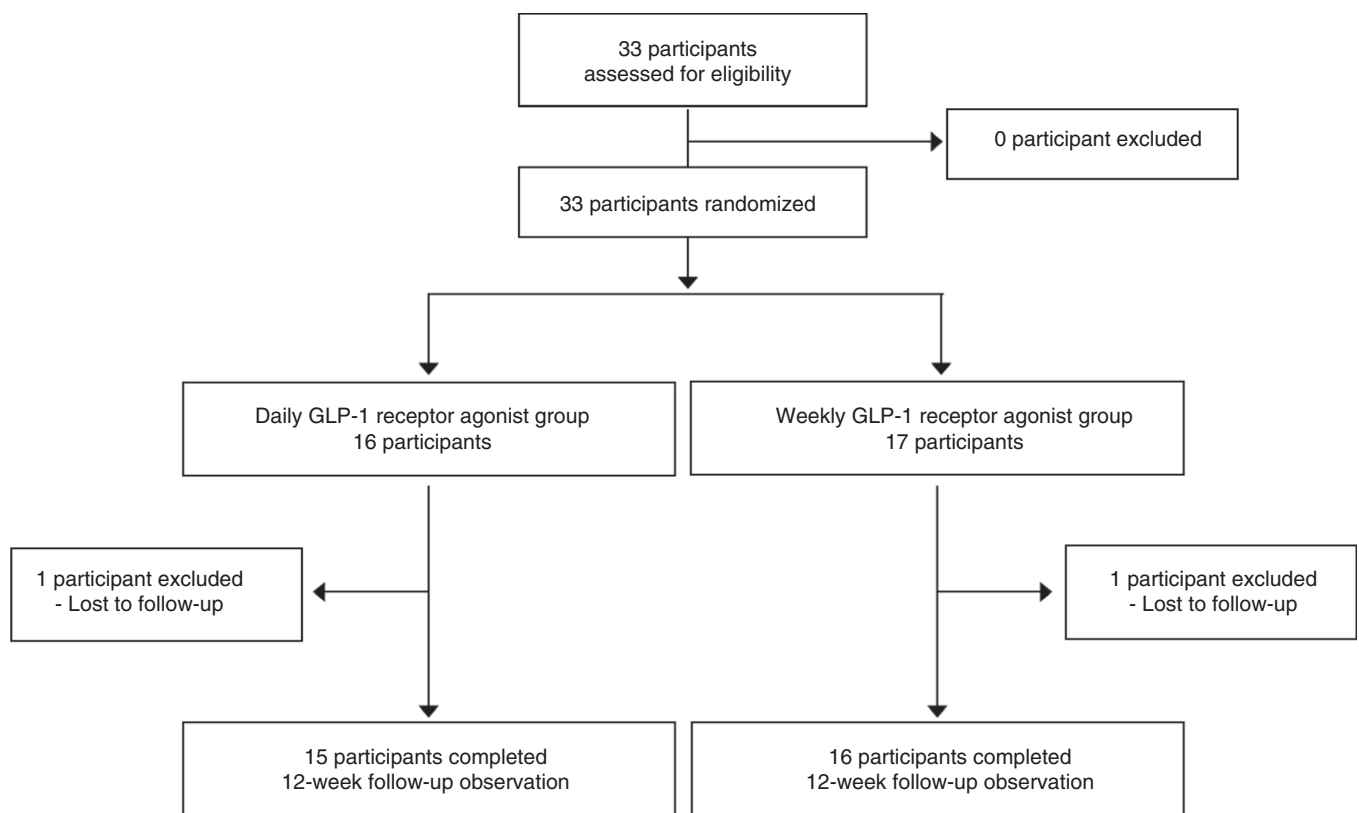 33 participants
assessed for eligibility
0 participant excluded
33 participants randomized
Daily GLP-1 receptor agonist group
16 participants
Weekly GLP-1 receptor agonist group
17 participants
1 participant excluded
- Lost to follow-up
1 participant excluded
- Lost to follow-up
15 participants completed
12-week follow-up observation
16 participants completed
12-week follow-up observation